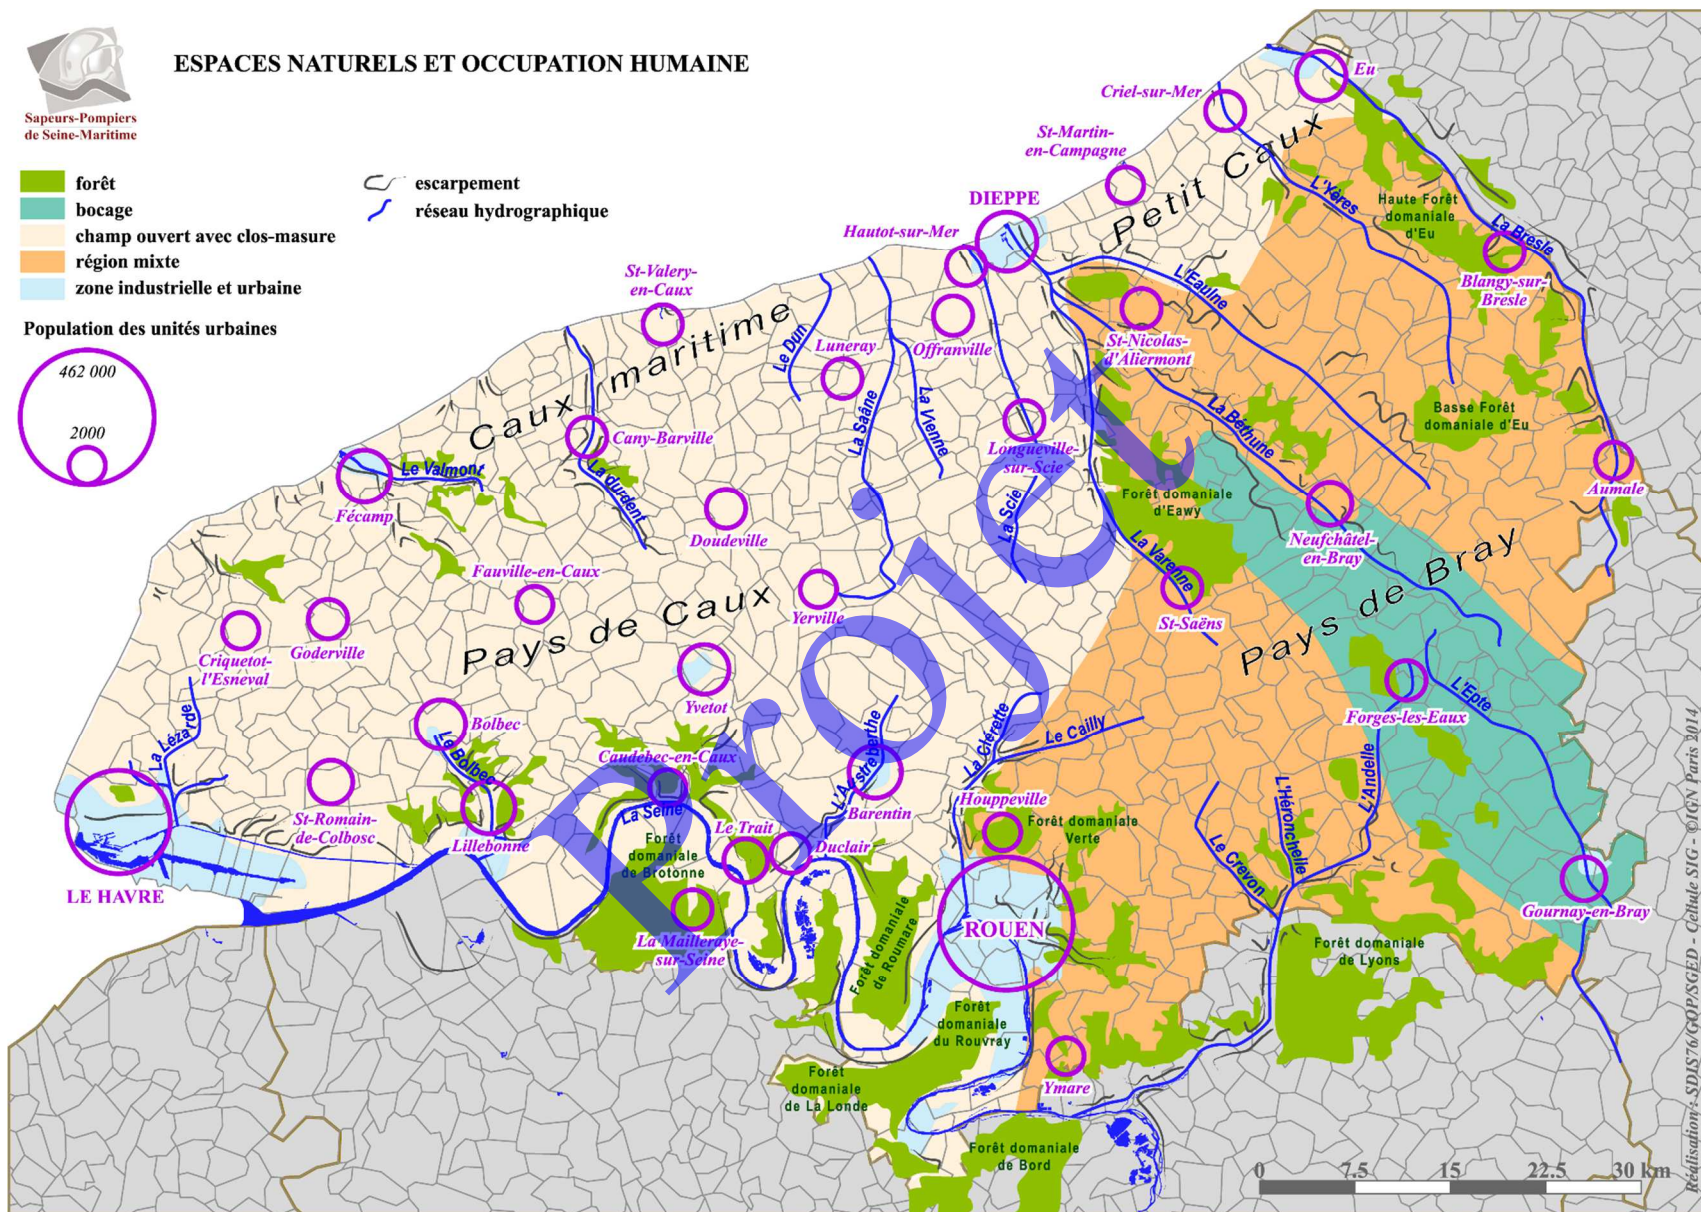 ESPACES NATURELS ET OCCUPATION HUMAINE
Sapeurs-Pompiers
de Seine-Maritime
forêt
bocage
champ ouvert avec clos-masure
région mixte
zone industrielle et urbaine
escarpement
réseau hydrographique
Population des unités urbaines
462 000
2000
Eu
Criel-sur-Mer
St-Martin-
en-Campagne
Petit Caux
DIEPPE
Hautot-sur-Mer
L'Yères
Haute Forêt
domaniale
d'Eu
La Bresle
Blangy-sur-
Bresle
St-Valery-
en-Caux
Caux maritime
Le Dun
Luneray
Offranville
L'Eaulne
St-Nicolas-
d'Aliermont
La Saâne
La Vienne
La Béthune
Basse Forêt
domaniale d'Eu
Cany-Barville
Longueville-
sur-Scie
Le Valmont
La durdent
Fécamp
La Scie
Forêt domaniale
d'Eawy
Aumale
Doudeville
Neufchâtel-
en-Bray
La Varenne
Pays de Bray
Fauville-en-Caux
Pays de Caux
Yerville
St-Saëns
Criquetot-
l'Esneval
Goderville
Yvetot
Forges-les-Eaux
L'Epte
La Lézarde
Bolbec
Le Bolbec
Caudebec-en-Caux
L'Austreberthe
La Clérette
Le Cailly
L'Andelle
L'Héronchelle
Le Crevon
St-Romain-
de-Colbosc
Lillebonne
La Seine
Barentin
Houppeville
Le Trait
Duclair
Forêt domaniale
Verte
LE HAVRE
Forêt
domaniale
de Brotonne
La Mailleraye-
sur-Seine
Forêt domaniale
de Roumare
ROUEN
Gournay-en-Bray
Forêt domaniale
de Lyons
Forêt
domaniale
du Rouvray
Forêt
domaniale
de La Londe
Ymare
Forêt domaniale
de Bord
Projet
0 7.5 15 22.5 30 km
Réalisation : SDIS76/GOP/SGED - Cellule SIG - ©IGN Paris 2014